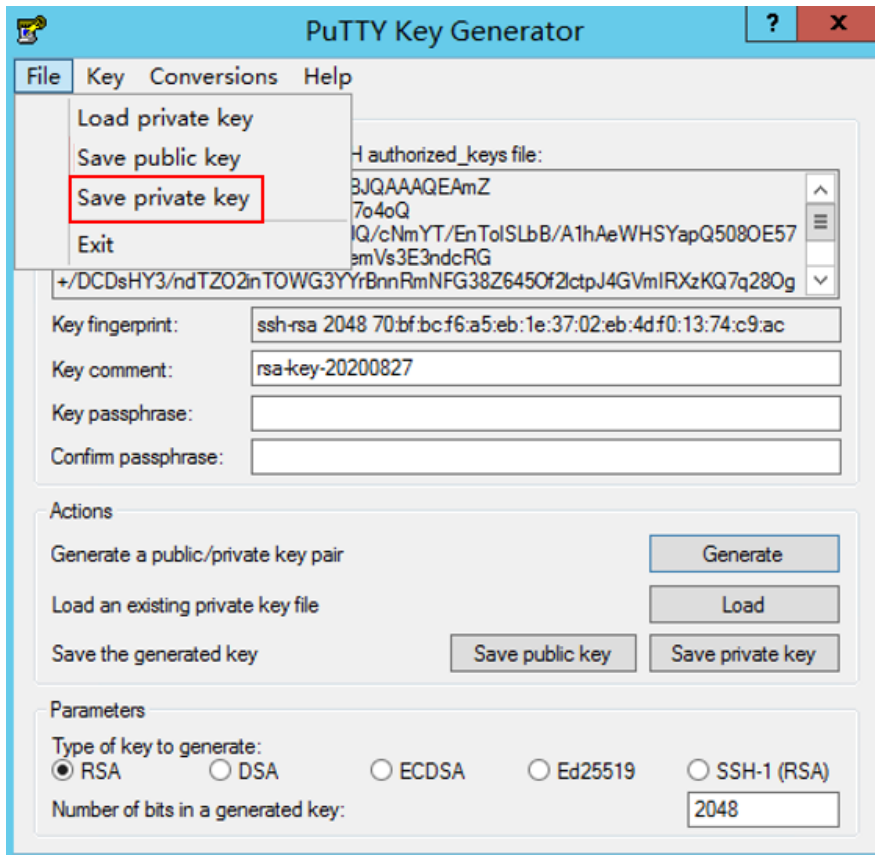 PuTTY Key Generator ? x
File Key Conversions Help
Load private key
Save public key
Save private key
Exit
H authorized_keys file:
BJQAAAQEAmZ
7o4oQ
IQ/cNmYT/EnToISLbB/A1hAeWHSYapQ508OE57
emVs3E3ndcRG
+/DCDsHY3/ndTZO2inTOWG3YYrBnnRmNFG38Z645Of2lctpJ4GVmIRXzKQ7q28Og
Key fingerprint: ssh-rsa 2048 70:bf:bc:f6:a5:eb:1e:37:02:eb:4d:f0:13:74:c9:ac
Key comment: rsa-key-20200827
Key passphrase:
Confirm passphrase:
Actions
Generate a public/private key pair Generate
Load an existing private key file Load
Save the generated key Save public key Save private key
Parameters
Type of key to generate:
RSA DSA ECDSA Ed25519 SSH-1 (RSA)
Number of bits in a generated key: 2048